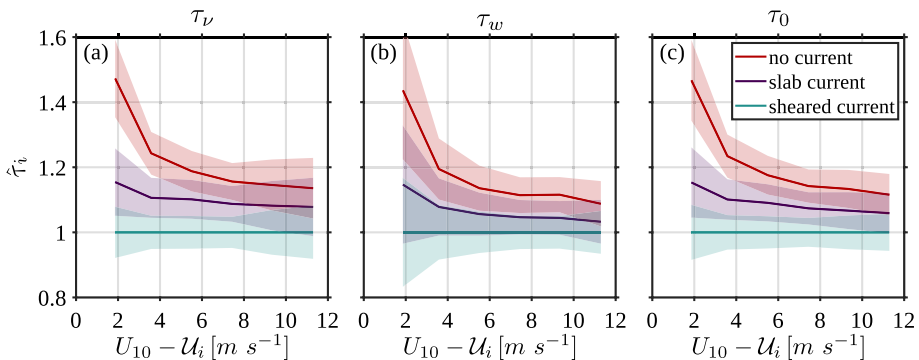 τ_ν τ_w τ_0
(a) (b) (c)
no current
slab current
sheared current
1.6
1.4
1.2
1
0.8
τ̂_i
0 2 4 6 8 10 12 0 2 4 6 8 10 12 0 2 4 6 8 10 12
U_10 − 𝒰_i [m s^−1] U_10 − 𝒰_i [m s^−1] U_10 − 𝒰_i [m s^−1]